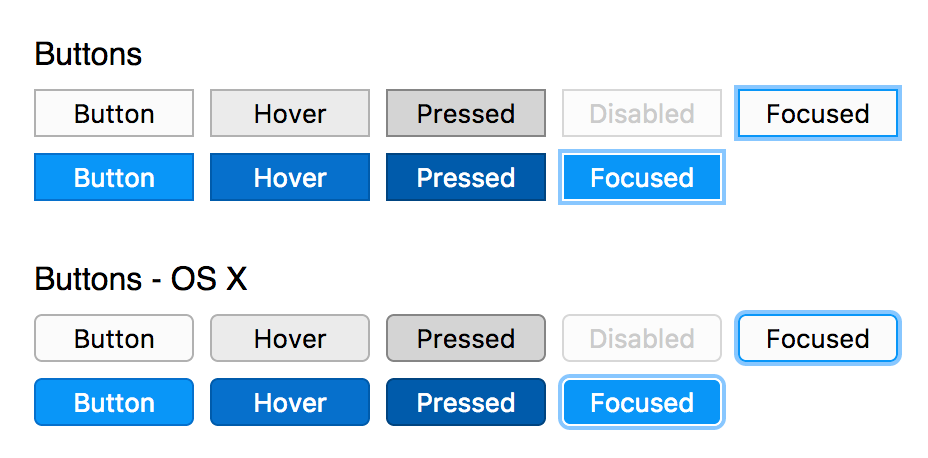 Buttons
Button Hover Pressed Disabled Focused
Button Hover Pressed Focused
Buttons - OS X
Button Hover Pressed Disabled Focused
Button Hover Pressed Focused